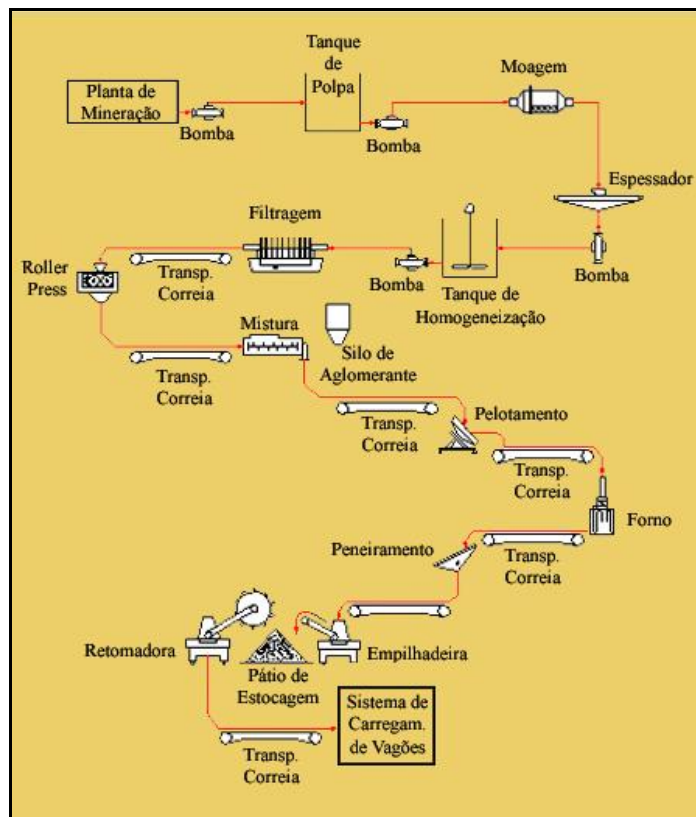 Planta de
Mineração
Bomba
Tanque
de
Polpa
Bomba
Moagem
Espessador
Bomba
Tanque de
Homogeneização
Bomba
Filtragem
Transp.
Correia
Roller
Press
Transp.
Correia
Mistura
Silo de
Aglomerante
Transp.
Correia
Pelotamento
Transp.
Correia
Forno
Transp.
Correia
Peneiramento
Empilhadeira
Pátio de
Estocagem
Retomadora
Transp.
Correia
Sistema de
Carregam.
de Vagões